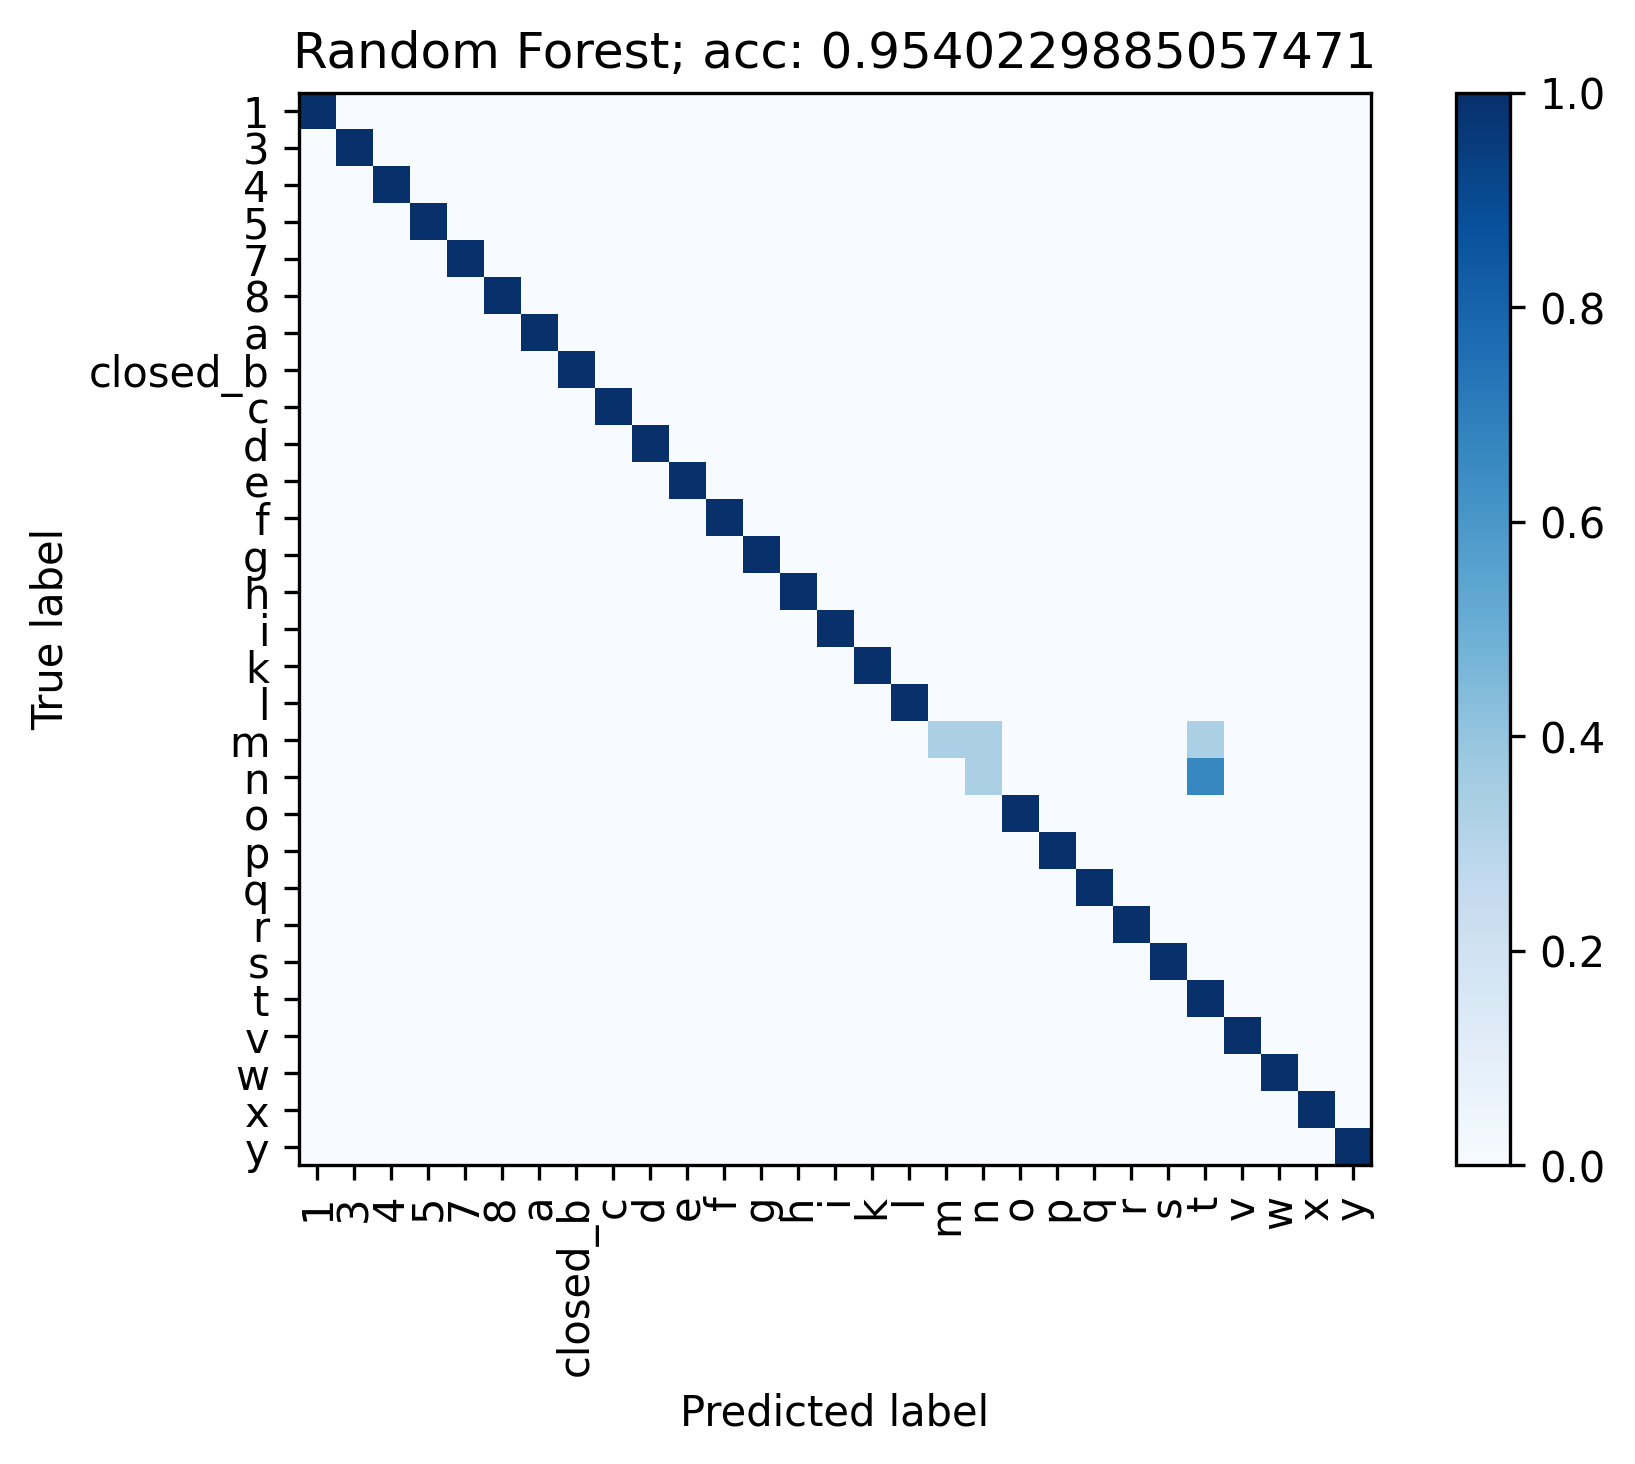 Random Forest; acc: 0.9540229885057471
True label
1
3
4
5
7
8
a
closed_b
c
d
e
f
g
h
i
k
l
m
n
o
p
q
r
s
t
v
w
x
y
1 3 4 5 7 8 a closed_b c d e f g h i k l m n o p q r s t v w x y
Predicted label
1.0
0.8
0.6
0.4
0.2
0.0